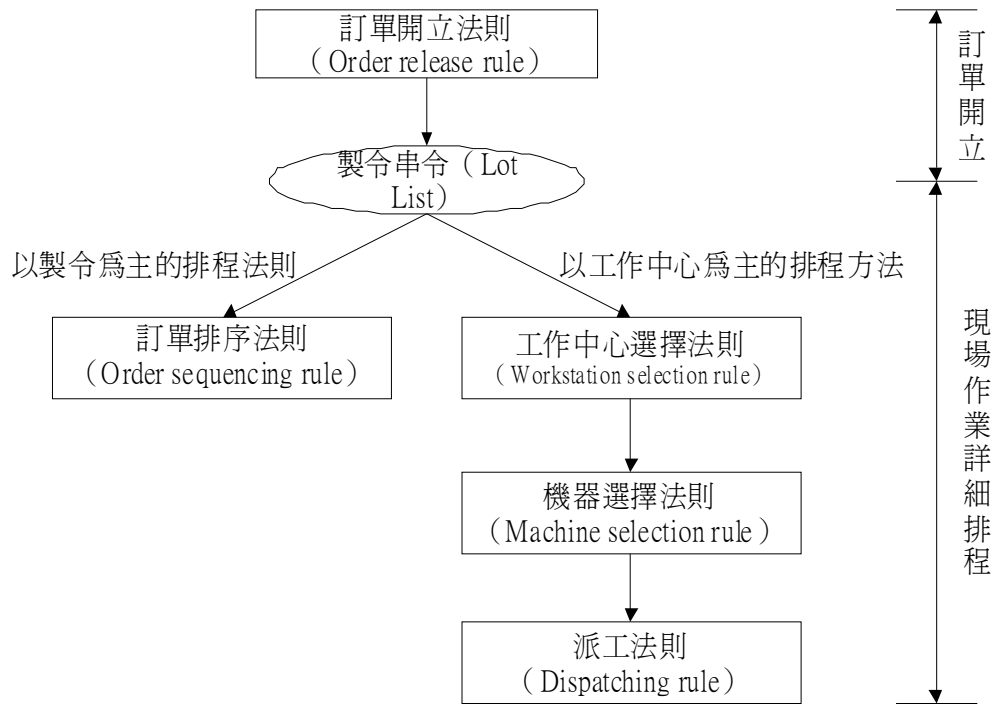 訂單開立法則
（Order release rule）
製令串令（Lot
List）
以製令爲主的排程法則
以工作中心爲主的排程方法
訂單排序法則
（Order sequencing rule）
工作中心選擇法則
（Workstation selection rule）
機器選擇法則
（Machine selection rule）
派工法則
（Dispatching rule）
訂單開立
現場作業詳細排程